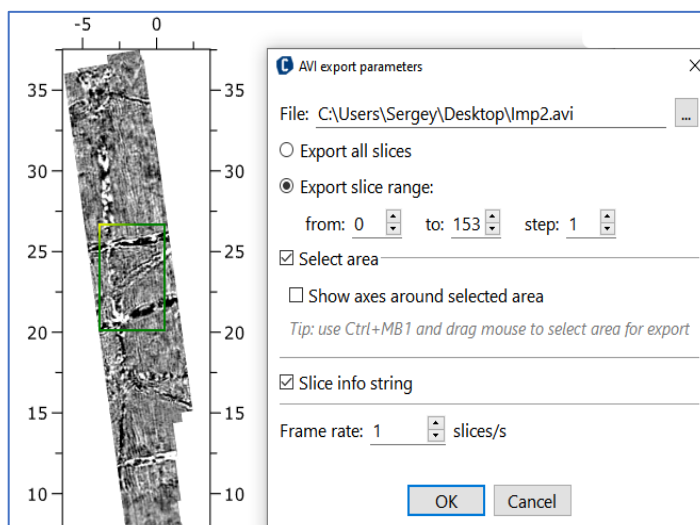 -5 0
35 35
30 30
25 25
20 20
15 15
10 10
AVI export parameters
File: C:\Users\Sergey\Desktop\Imp2.avi ...
Export all slices
Export slice range:
from: 0 to: 153 step: 1
Select area
Show axes around selected area
Tip: use Ctrl+MB1 and drag mouse to select area for export
Slice info string
Frame rate: 1 slices/s
OK Cancel